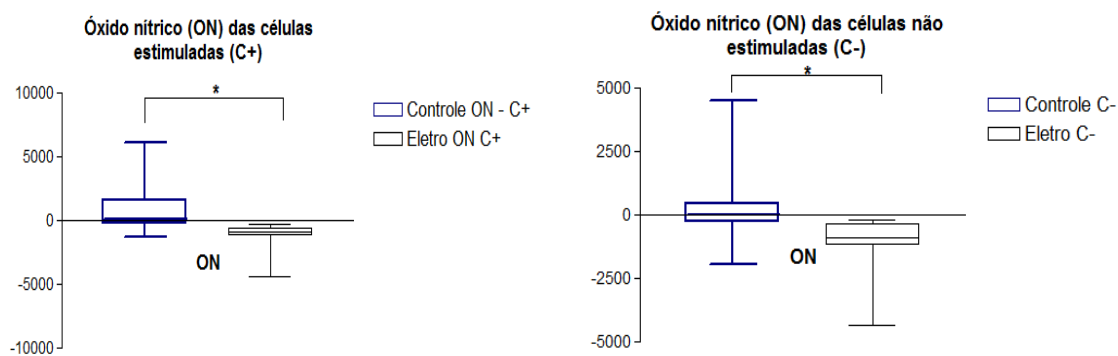 Óxido nítrico (ON) das células
estimuladas (C+)
*
10000
5000
0
-5000
-10000
ON
Controle ON - C+
Eletro ON C+
Óxido nítrico (ON) das células não
estimuladas (C-)
*
5000
2500
0
-2500
-5000
ON
Controle C-
Eletro C-